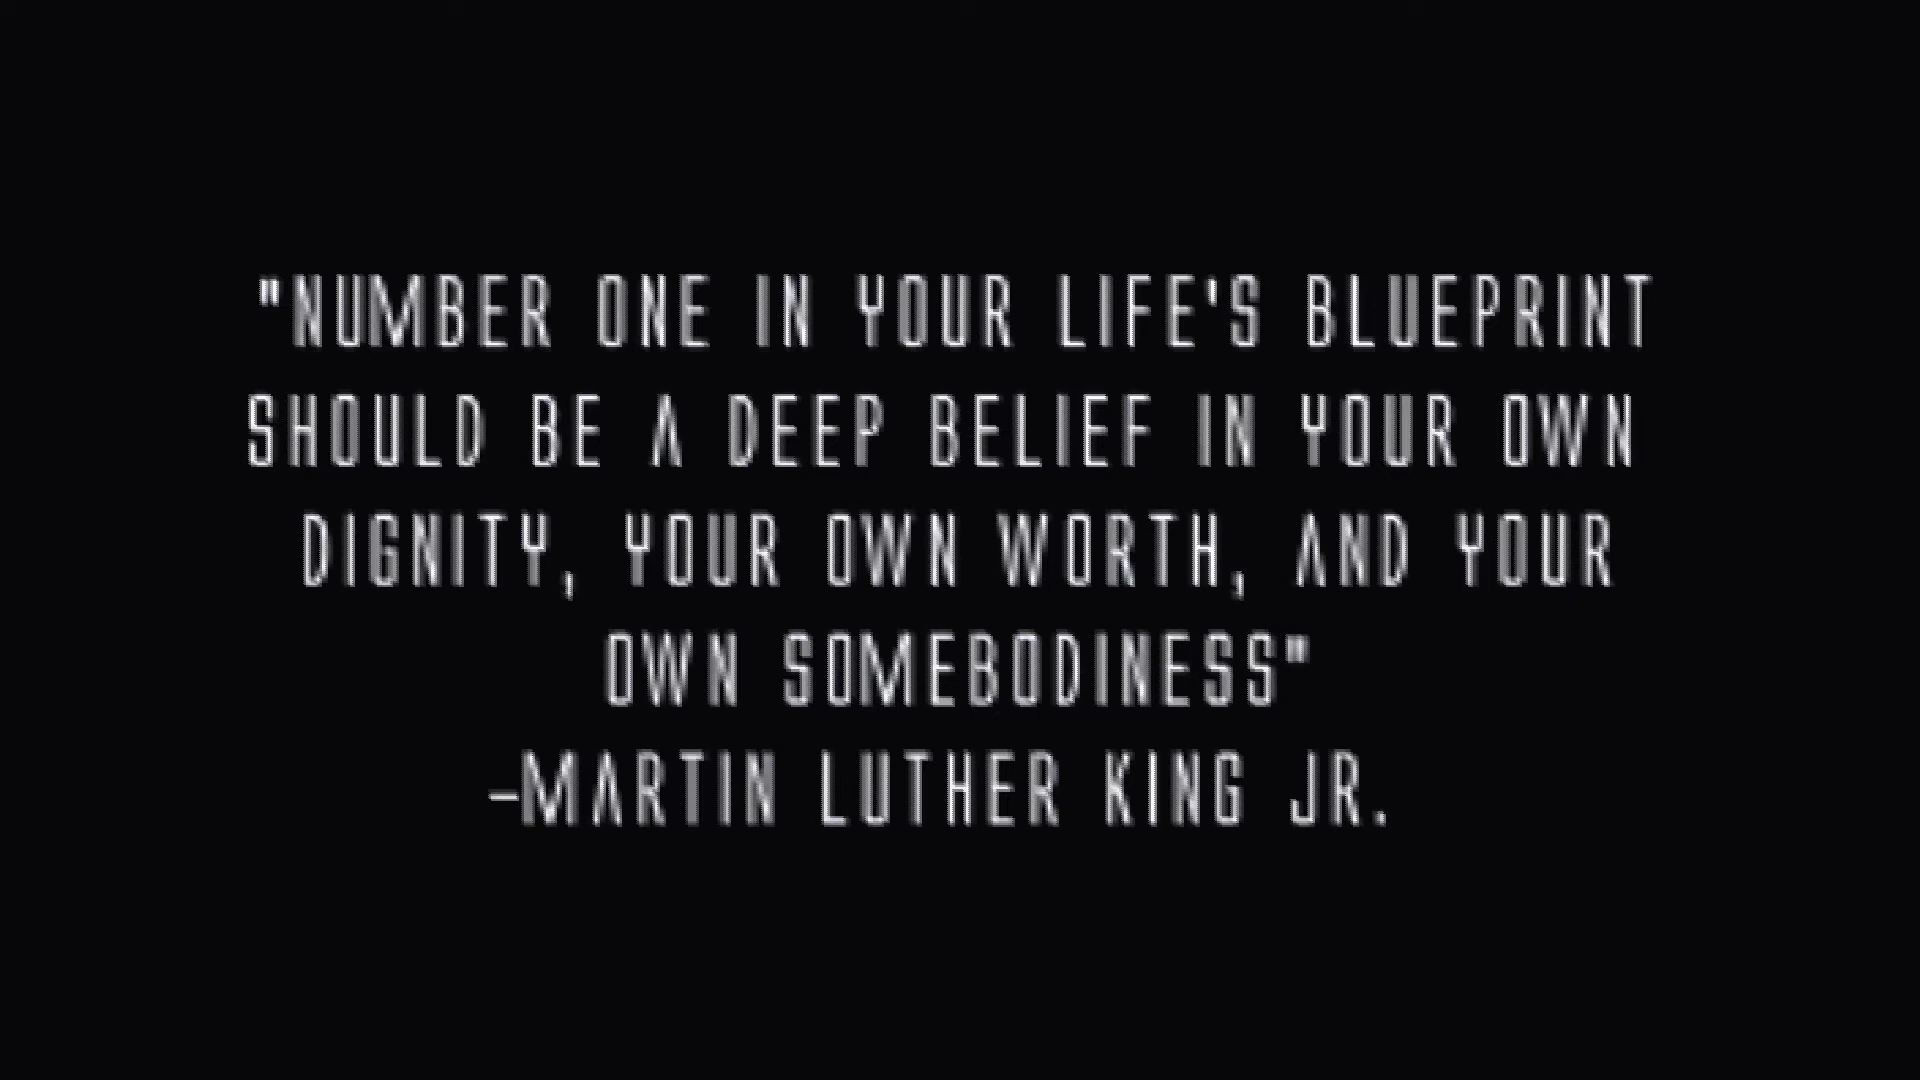 "NUMBER ONE IN YOUR LIFE'S BLUEPRINT
SHOULD BE A DEEP BELIEF IN YOUR OWN
DIGNITY, YOUR OWN WORTH, AND YOUR
OWN SOMEBODINESS"
-MARTIN LUTHER KING JR.